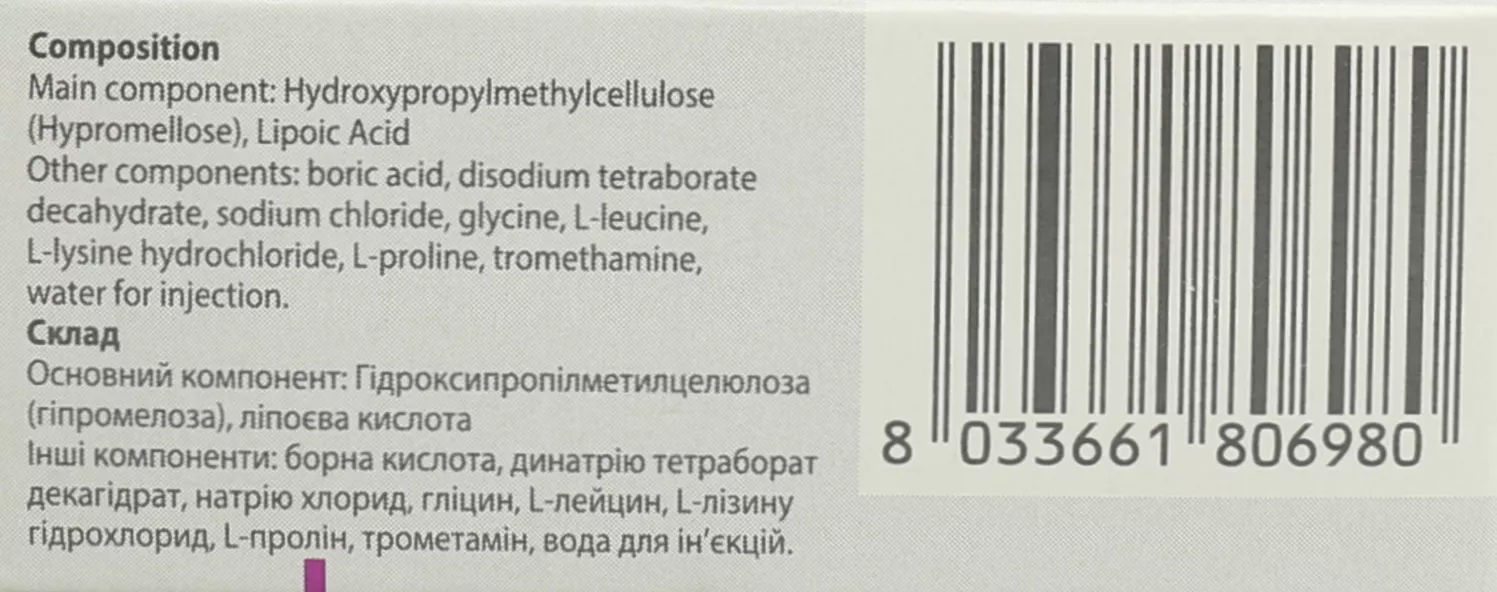 Composition
Main component: Hydroxypropylmethylcellulose
(Hypromellose), Lipoic Acid
Other components: boric acid, disodium tetraborate
decahydrate, sodium chloride, glycine, L-leucine,
L-lysine hydrochloride, L-proline, tromethamine,
water for injection.
Склад
Основний компонент: Гідроксипропілметилцелюлоза
(гіпромелоза), ліпоєва кислота
Інші компоненти: борна кислота, динатрію тетраборат
декагідрат, натрію хлорид, гліцин, L-лейцин, L-лізину
гідрохлорид, L-пролін, трометамін, вода для ін’єкцій.
8 033661 806980